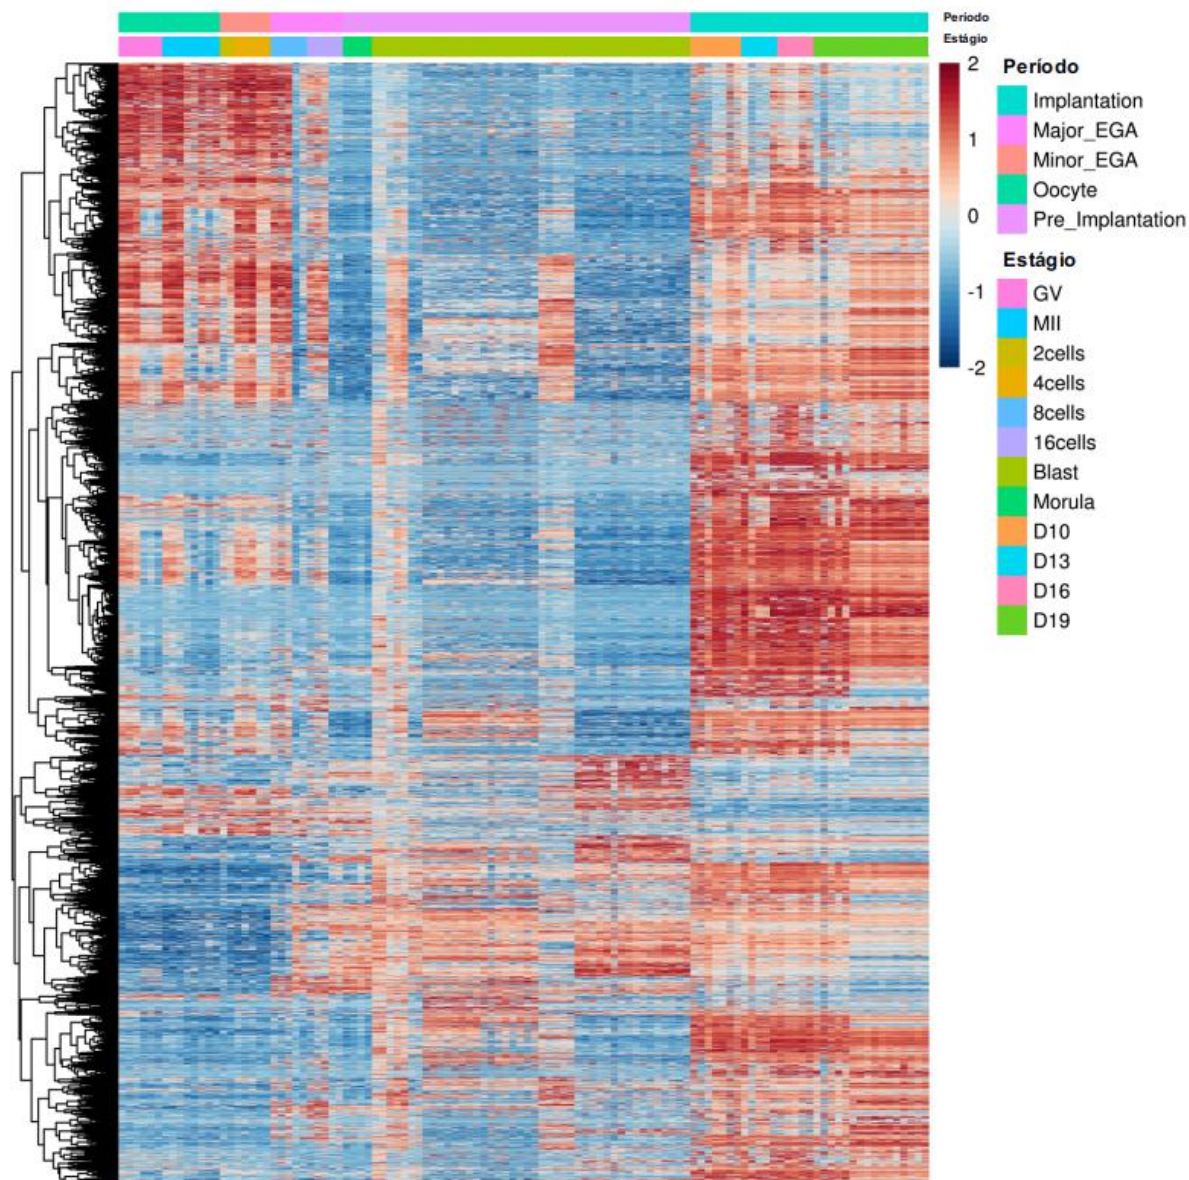 Periodo
Estágio
2
1
0
-1
-2
Período
Implantation
Major_EGA
Minor_EGA
Oocyte
Pre_Implantation
Estágio
GV
MII
2cells
4cells
8cells
16cells
Blast
Morula
D10
D13
D16
D19